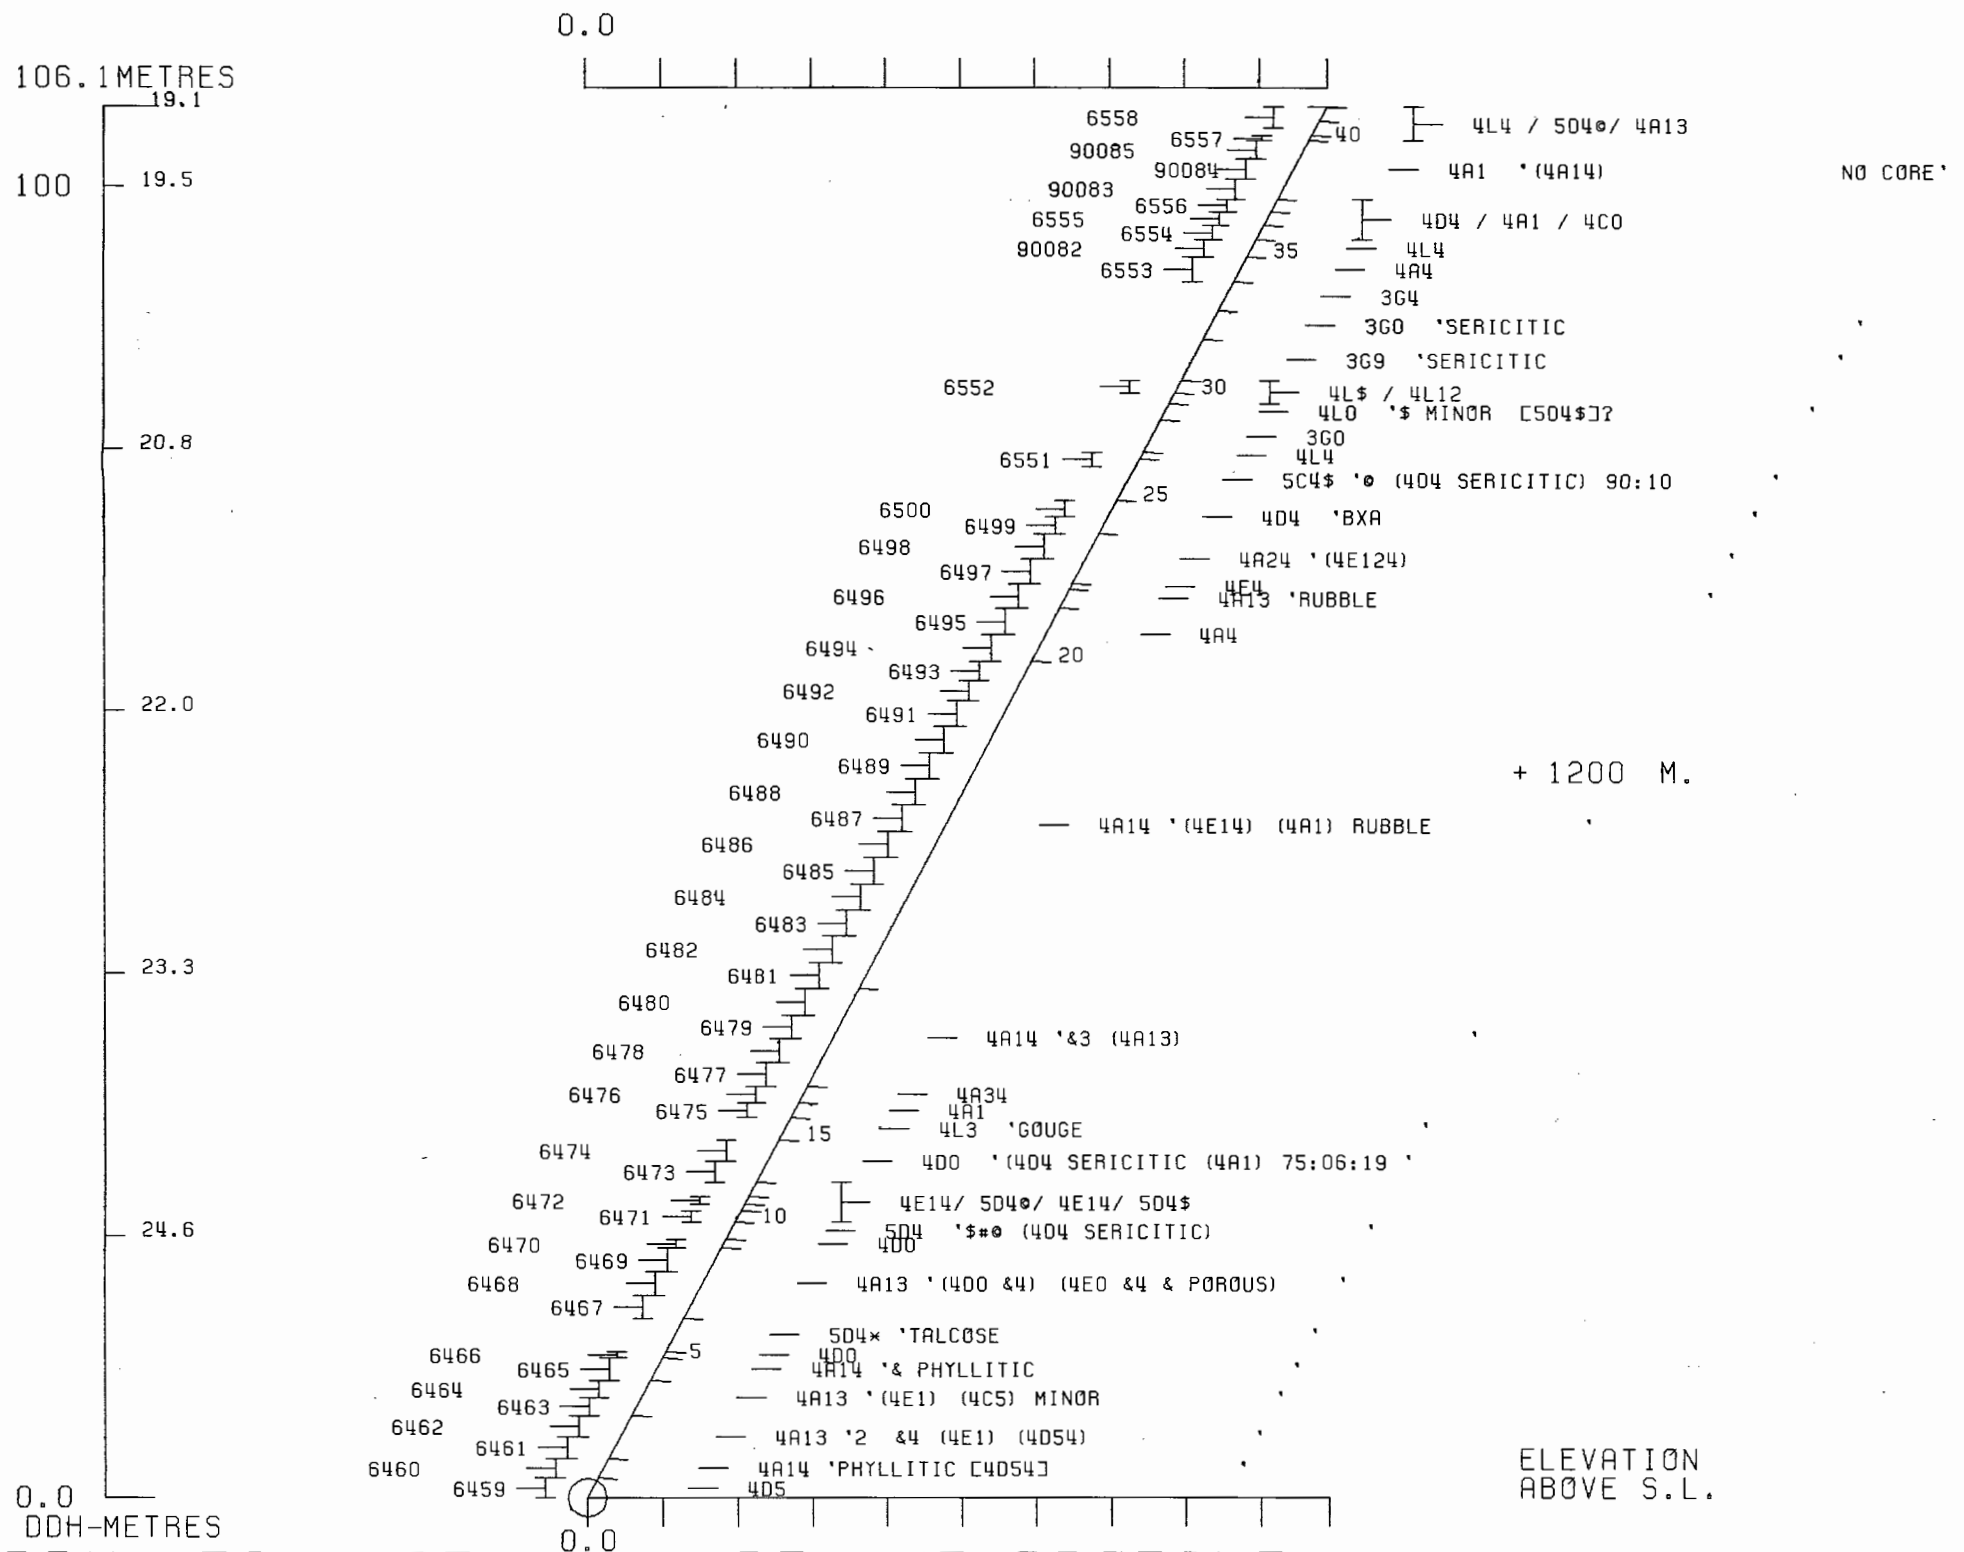 0.0
106.1METRES
19.1
6558
4L4 / 5D4@/ 4A13
6557
40
90085
90084
4A1 '(4A14) NO CORE'
100
19.5
90083
6556
6555
4D4 / 4A1 / 4C0
6554
90082
35
4L4
6553
4A4
3G4
3G0 'SERICITIC '
3G9 'SERICITIC '
6552
30
4L$ / 4L12
4L0 '$ MINOR [5D4$]? '
20.8
3G0
6551
4L4
5C4$ '@ (4D4 SERICITIC) 90:10 '
25
6500
4D4 'BXA '
6499
6498
4A24 '(4E124) '
6497
4E4
6496
4A13 'RUBBLE '
6495
4A4
6494
20
6493
6492
22.0
6491
6490
6489
+ 1200 M.
6488
6487
4A14 '(4E14) (4A1) RUBBLE '
6486
6485
6484
6483
6482
23.3
6481
6480
6479
4A14 '&3 (4A13) '
6478
6477
6476
4A34
6475
4A1
4L3 'GOUGE '
15
6474
4D0 '(4D4 SERICITIC (4A1) 75:06:19 '
6473
6472
4E14/ 5D4@/ 4E14/ 5D4$
6471
10
24.6
5D4 '$#@ (4D4 SERICITIC) '
6470
4D0
6469
6468
4A13 '(4D0 &4) (4E0 &4 & POROUS) '
6467
5D4* 'TALCOSE '
5
6466
4D0
6465
4A14 '& PHYLLITIC '
6464
4A13 '(4E1) (4C5) MINOR '
6463
6462
4A13 '2 &4 (4E1) (4D54) '
6461
6460
4A14 'PHYLLITIC [4D54] '
6459
4D5
ELEVATION
ABOVE S.L.
0.0
DDH-METRES
0.0